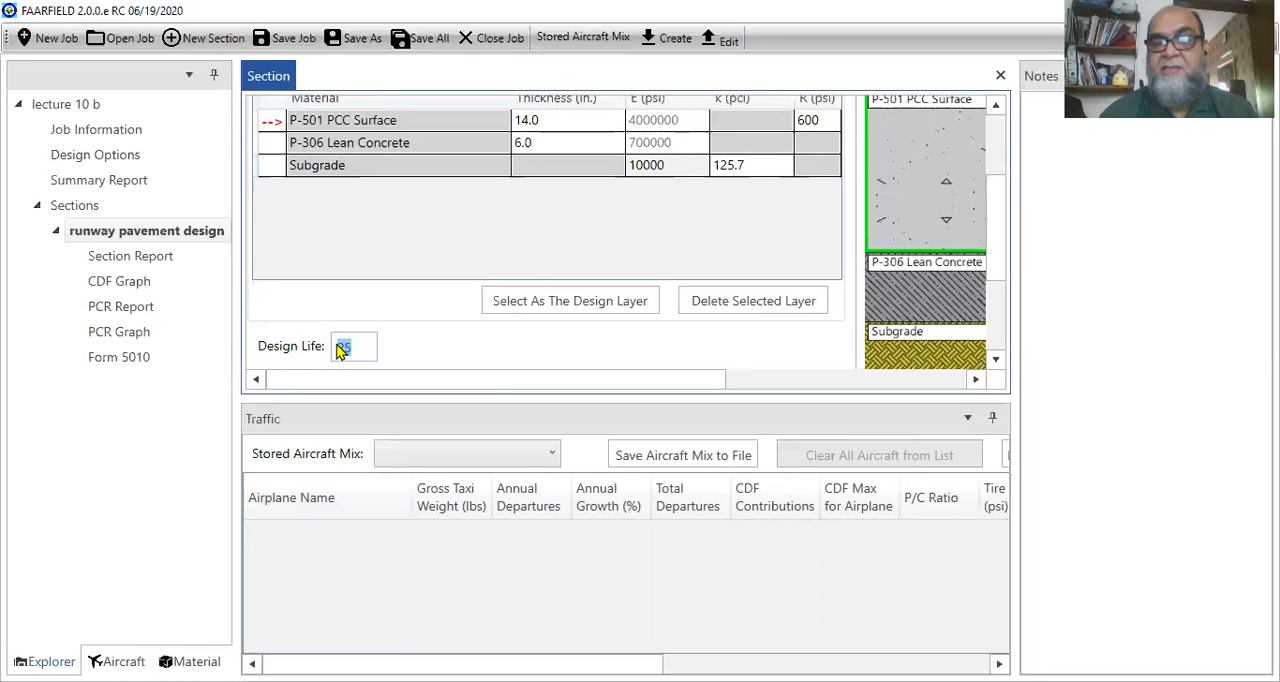 FAARFIELD 2.0.0.e RC 06/19/2020
New Job Open Job New Section Save Job Save As Save All Close Job Stored Aircraft Mix Create Edit
Section
Notes
lecture 10 b
Job Information
Design Options
Summary Report
Sections
runway pavement design
Section Report
CDF Graph
PCR Report
PCR Graph
Form 5010
Explorer Aircraft Material
Material Thickness (in.) E (psi) k (pci) R (psi)
--> P-501 PCC Surface 14.0 4000000 600
P-306 Lean Concrete 6.0 700000
Subgrade 10000 125.7
Select As The Design Layer Delete Selected Layer
Design Life:
P-501 PCC Surface
P-306 Lean Concrete
Subgrade
Traffic
Stored Aircraft Mix: Save Aircraft Mix to File Clear All Aircraft from List
Airplane Name Gross Taxi Weight (lbs) Annual Departures Annual Growth (%) Total Departures CDF Contributions CDF Max for Airplane P/C Ratio Tire (psi)